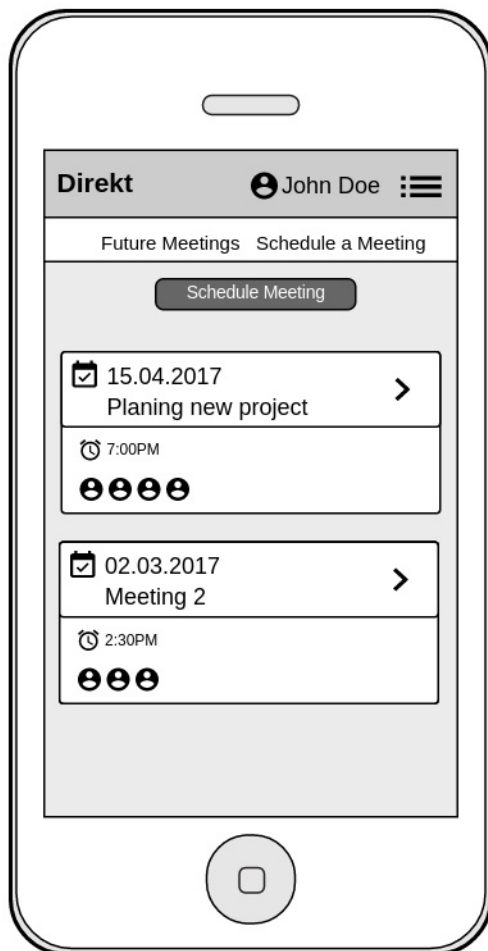 Direkt
John Doe
Future Meetings Schedule a Meeting
Schedule Meeting
15.04.2017
Planing new project
7:00PM
02.03.2017
Meeting 2
2:30PM